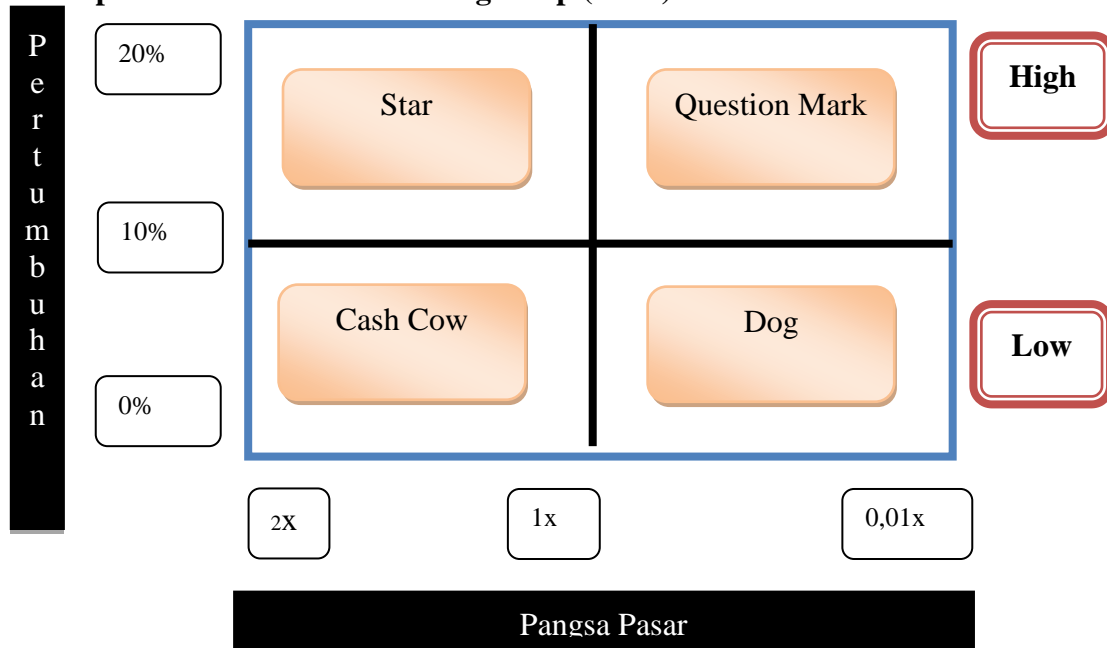 Pertumbuhan
20%
Star
Question Mark
High
10%
Cash Cow
Dog
Low
0%
2X
1x
0,01x
Pangsa Pasar